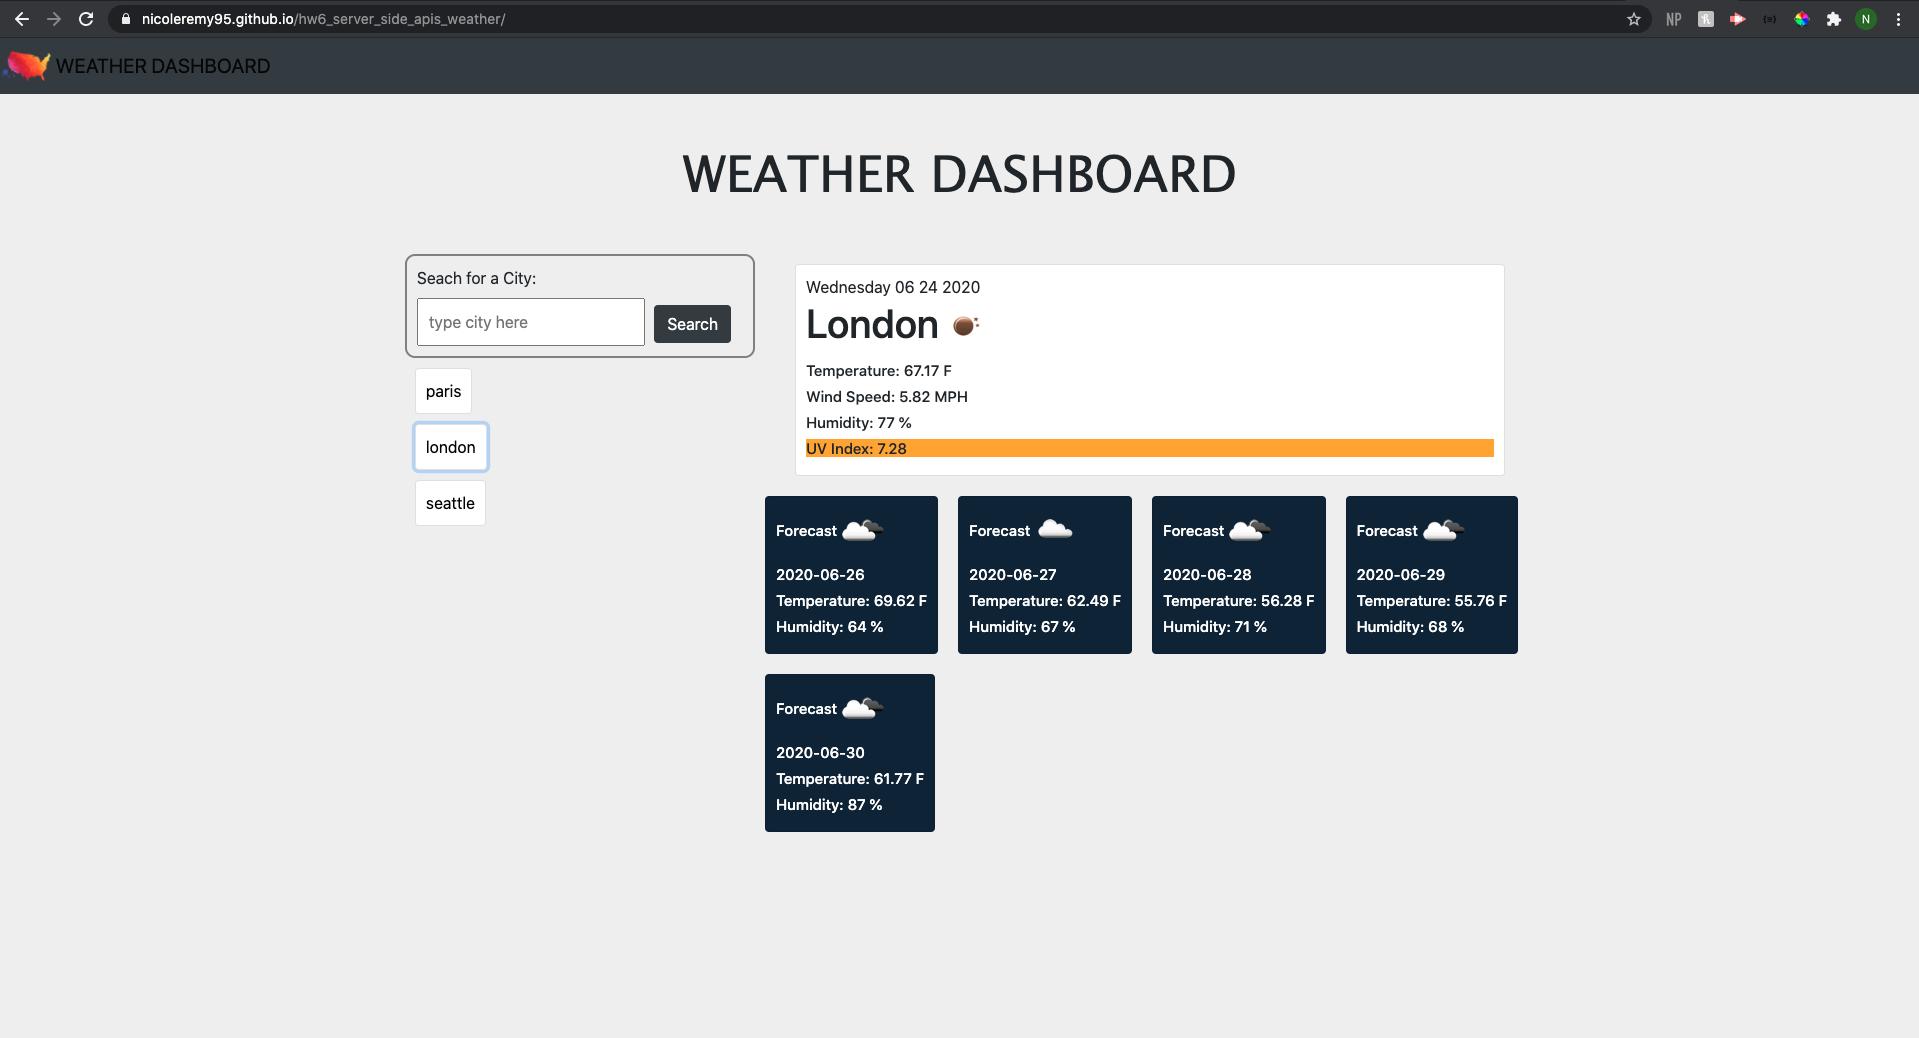 nicoleremy95.github.io/hw6_server_side_apis_weather/
NP
N
WEATHER DASHBOARD
WEATHER DASHBOARD
Seach for a City:
type city here
Search
paris
london
seattle
Wednesday 06 24 2020
London
Temperature: 67.17 F
Wind Speed: 5.82 MPH
Humidity: 77 %
UV Index: 7.28
Forecast
2020-06-26
Temperature: 69.62 F
Humidity: 64 %
Forecast
2020-06-27
Temperature: 62.49 F
Humidity: 67 %
Forecast
2020-06-28
Temperature: 56.28 F
Humidity: 71 %
Forecast
2020-06-29
Temperature: 55.76 F
Humidity: 68 %
Forecast
2020-06-30
Temperature: 61.77 F
Humidity: 87 %